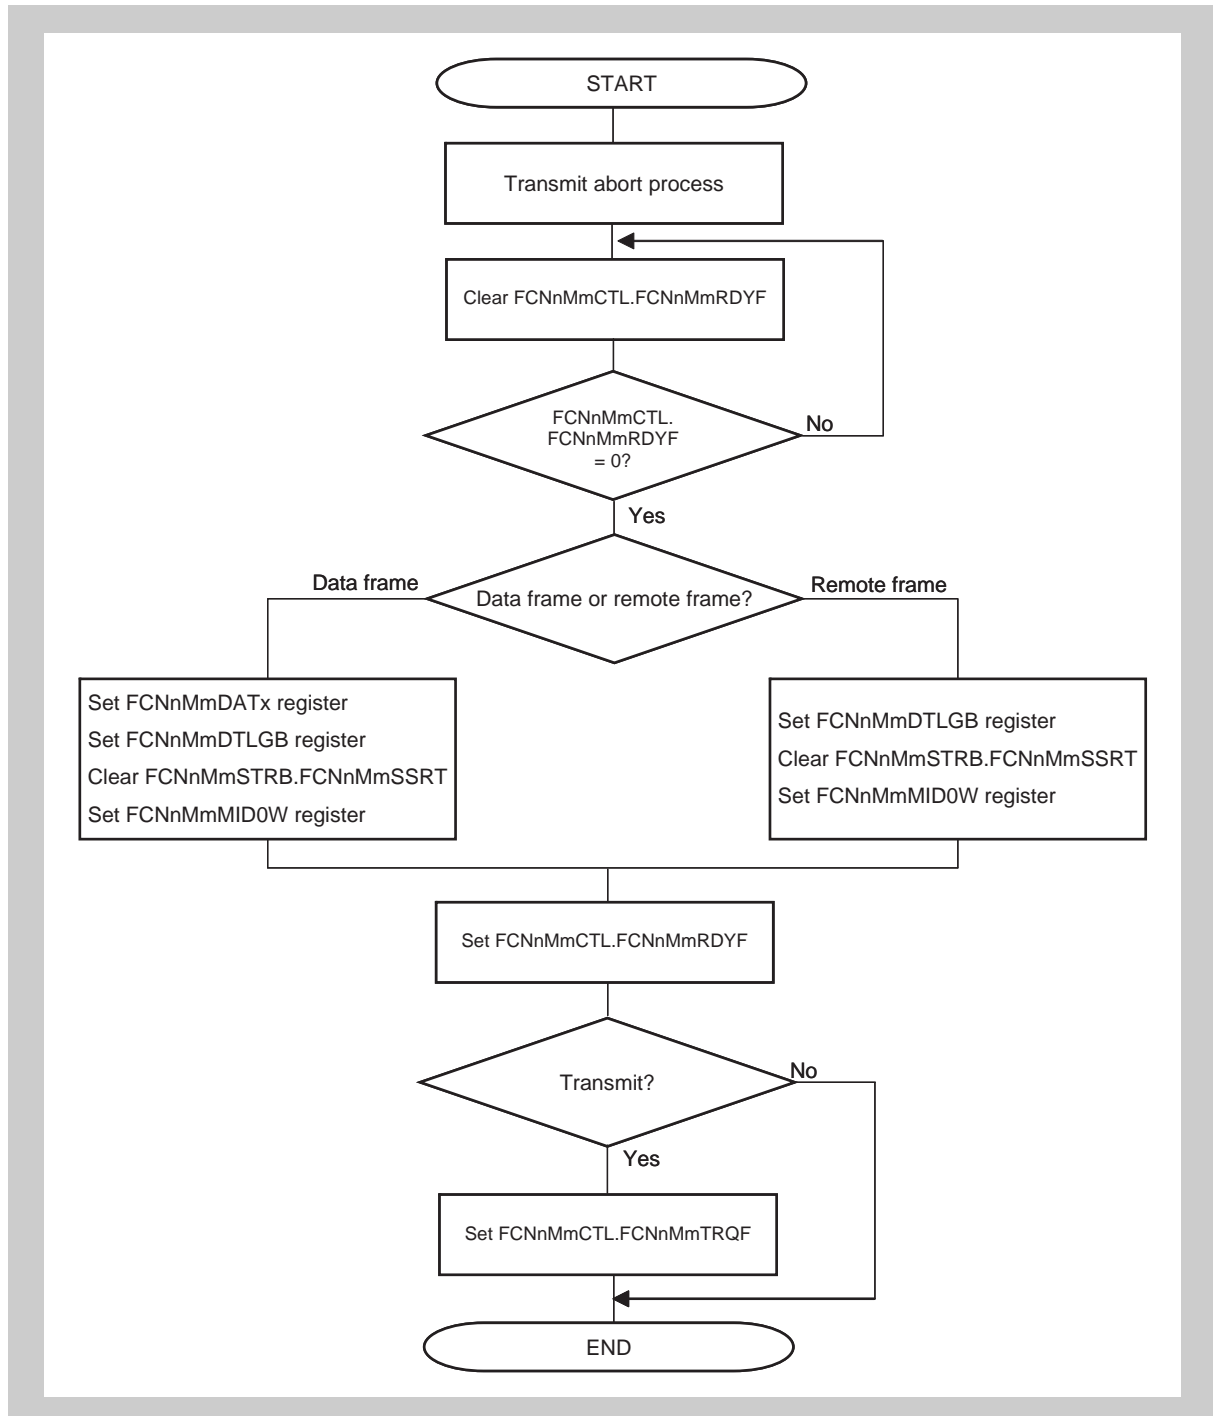 START
Transmit abort process
Clear FCNnMmCTL.FCNnMmRDYF
FCNnMmCTL.
FCNnMmRDYF
= 0?
No
Yes
Data frame
Data frame or remote frame?
Remote frame
Set FCNnMmDATx register
Set FCNnMmDTLGB register
Clear FCNnMmSTRB.FCNnMmSSRT
Set FCNnMmMID0W register
Set FCNnMmDTLGB register
Clear FCNnMmSTRB.FCNnMmSSRT
Set FCNnMmMID0W register
Set FCNnMmCTL.FCNnMmRDYF
Transmit?
No
Yes
Set FCNnMmCTL.FCNnMmTRQF
END